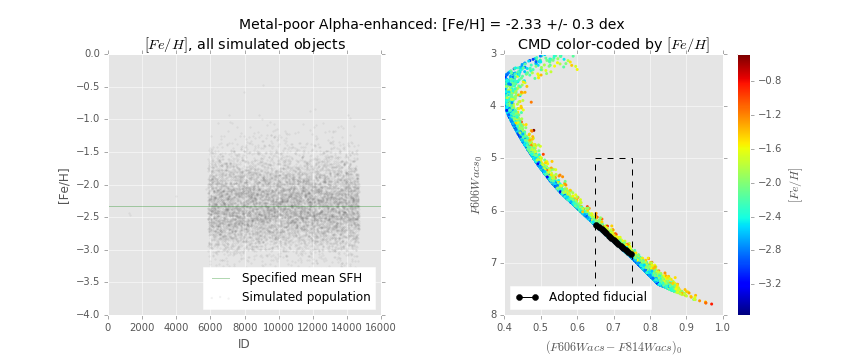 Metal-poor Alpha-enhanced: [Fe/H] = -2.33 +/- 0.3 dex
[Fe/H], all simulated objects
0.0
−0.5
−1.0
−1.5
−2.0
−2.5
−3.0
−3.5
−4.0
[Fe/H]
Specified mean SFH
Simulated population
0 2000 4000 6000 8000 10000 12000 14000 16000
ID
CMD color-coded by [Fe/H]
3
4
5
6
7
8
F606Wacs₀
Adopted fiducial
0.4 0.5 0.6 0.7 0.8 0.9 1.0
(F606Wacs − F814Wacs)₀
−0.8
−1.2
−1.6
−2.0
−2.4
−2.8
−3.2
[Fe/H]